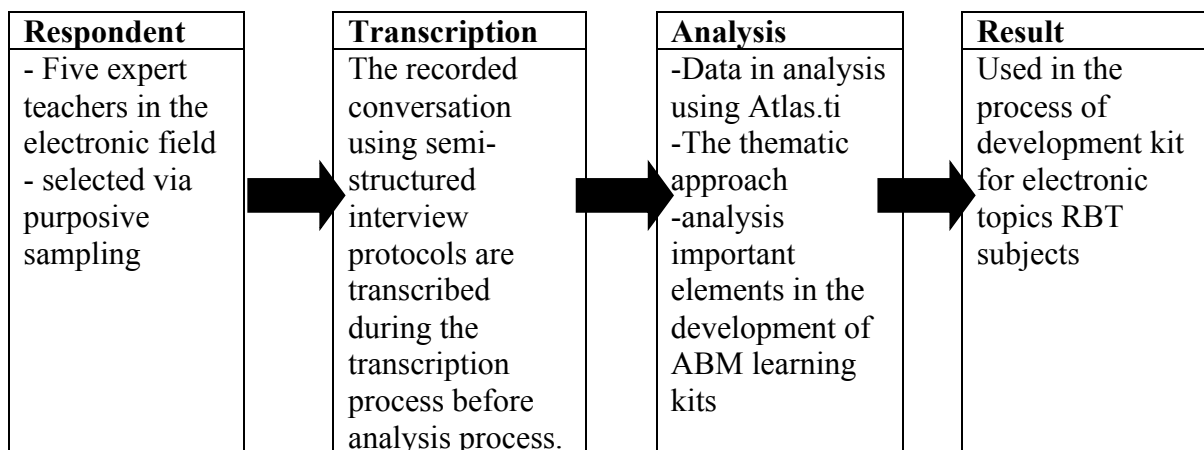 Respondent
- Five expert
teachers in the
electronic field
- selected via
purposive
sampling
Transcription
The recorded
conversation
using semi-
structured
interview
protocols are
transcribed
during the
transcription
process before
analysis process.
Analysis
-Data in analysis
using Atlas.ti
-The thematic
approach
-analysis
important
elements in the
development of
ABM learning
kits
Result
Used in the
process of
development kit
for electronic
topics RBT
subjects